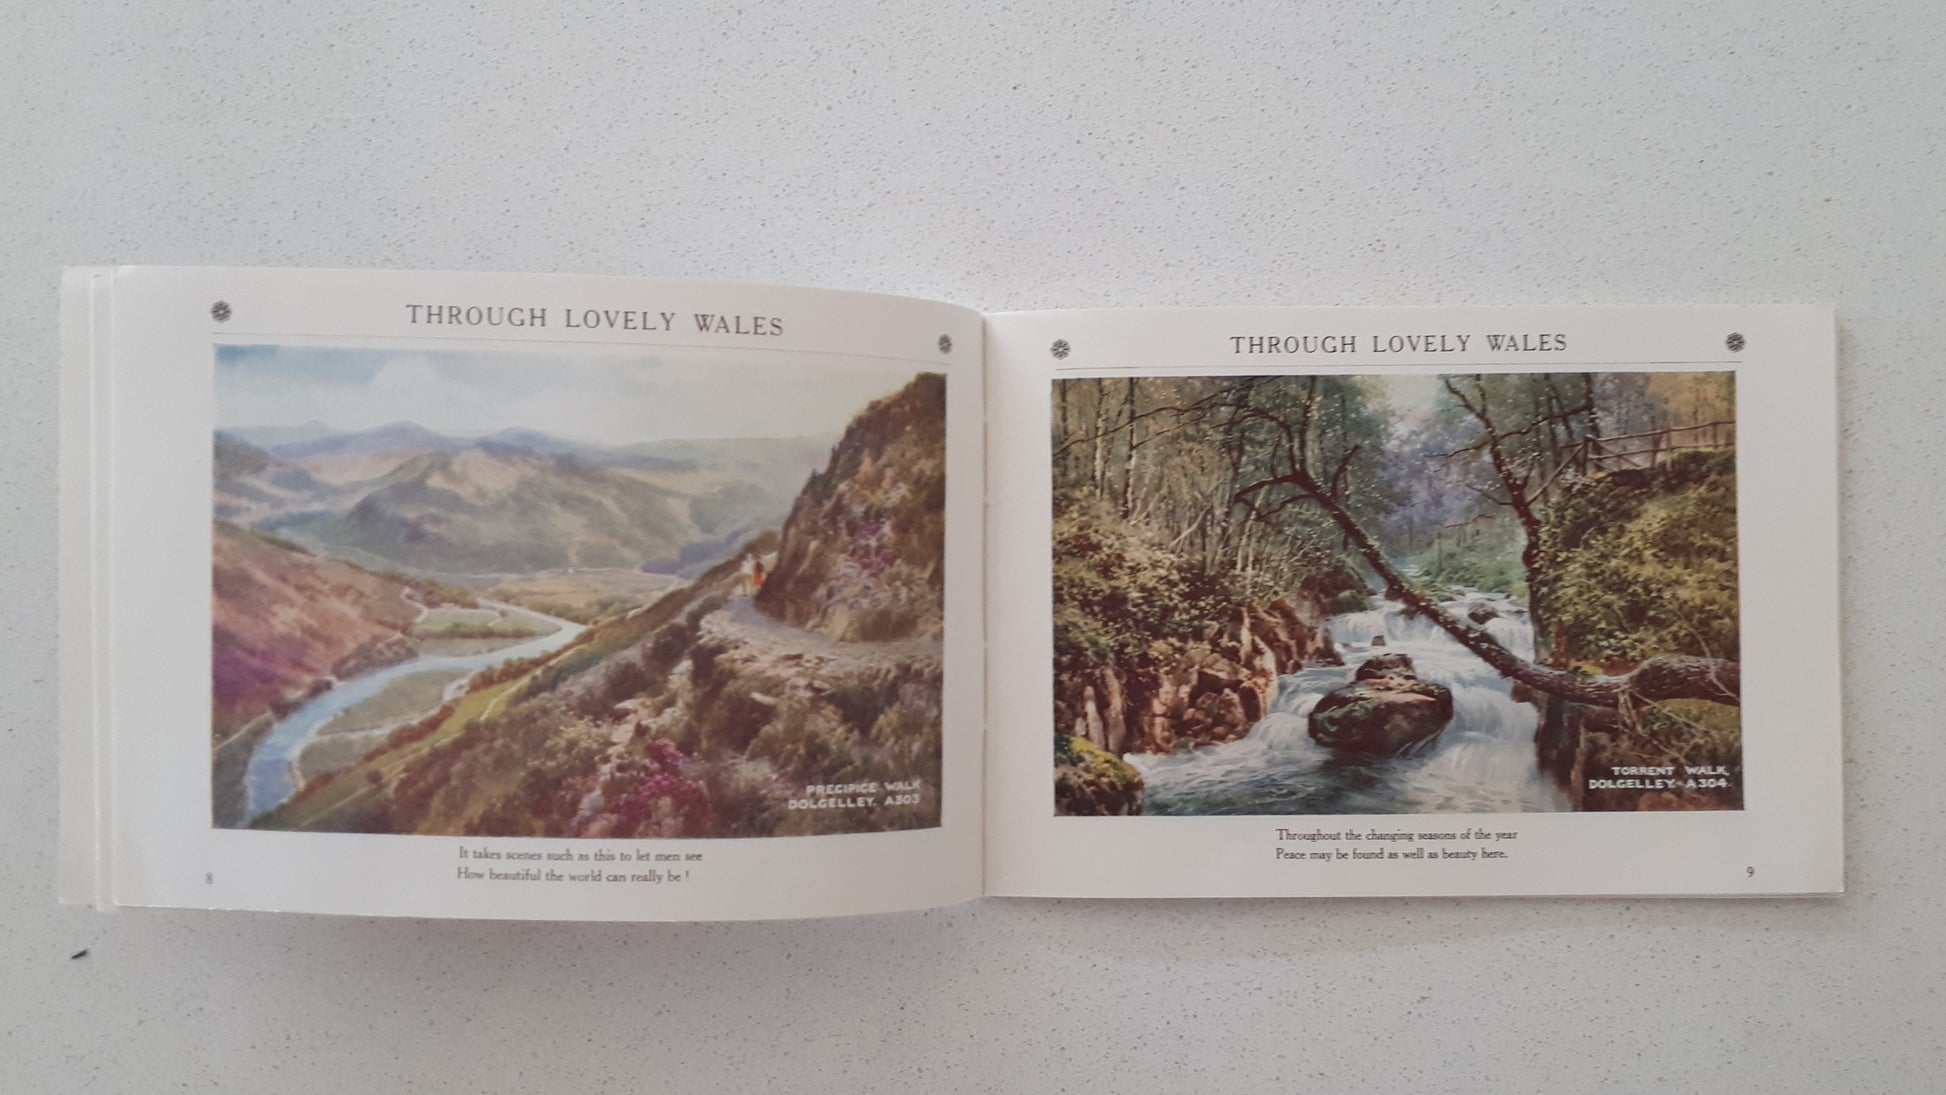 THROUGH LOVELY WALES
PRECIPICE WALK
DOLGELLEY. A303
It takes scenes such as this to let men see
How beautiful the world can really be!
8
THROUGH LOVELY WALES
TORRENT WALK,
DOLGELLEY. A304.
Throughout the changing seasons of the year
Peace may be found as well as beauty here.
9